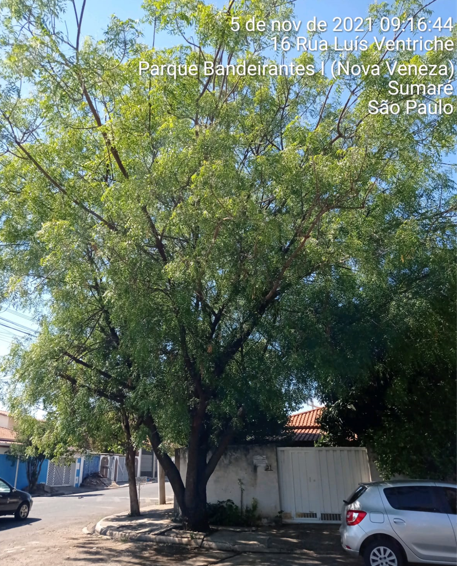 5 de nov de 2021 09:16:44
16 Rua Luís Ventriche
Parque Bandeirantes I (Nova Veneza)
Sumaré
São Paulo